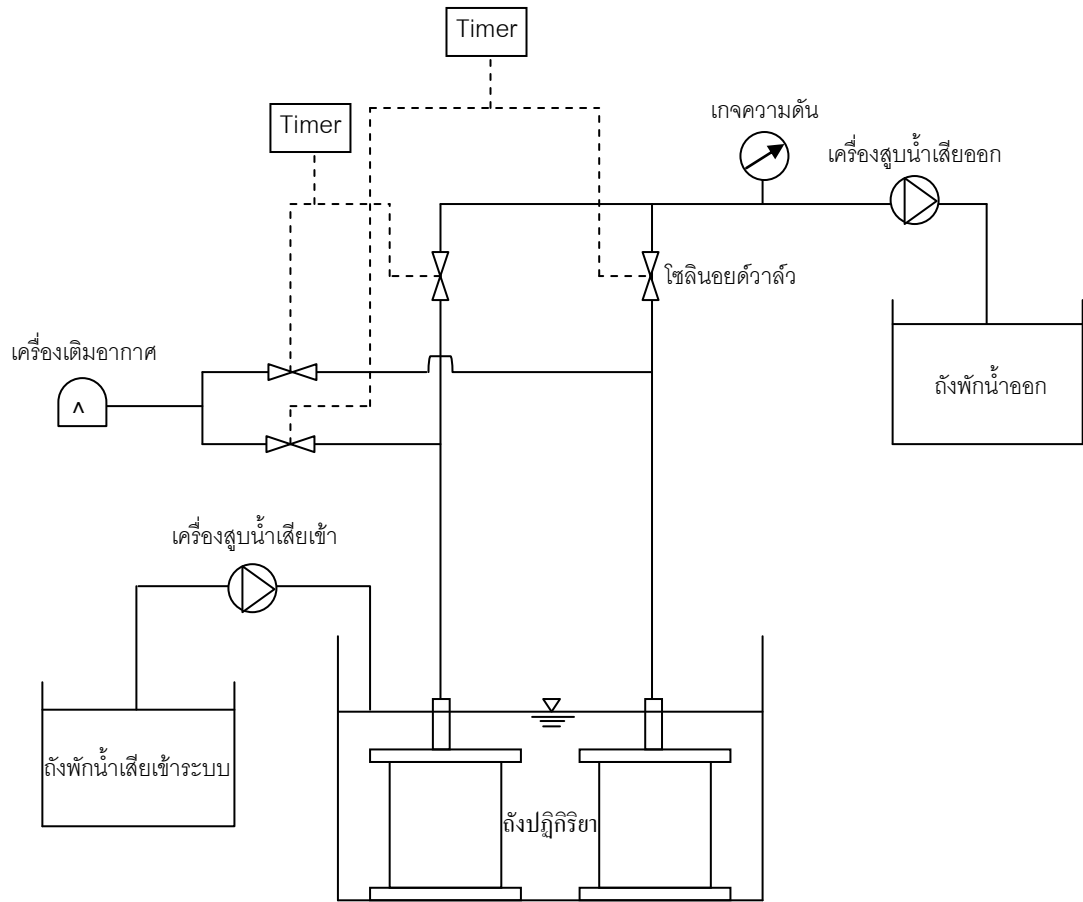 Timer
Timer
เกจความดัน
เครื่องสูบน้ำเสียออก
โซลินอยด์วาล์ว
เครื่องเติมอากาศ
ถังพักน้ำออก
เครื่องสูบน้ำเสียเข้า
ถังพักน้ำเสียเข้าระบบ
ถังปฏิกิริยา